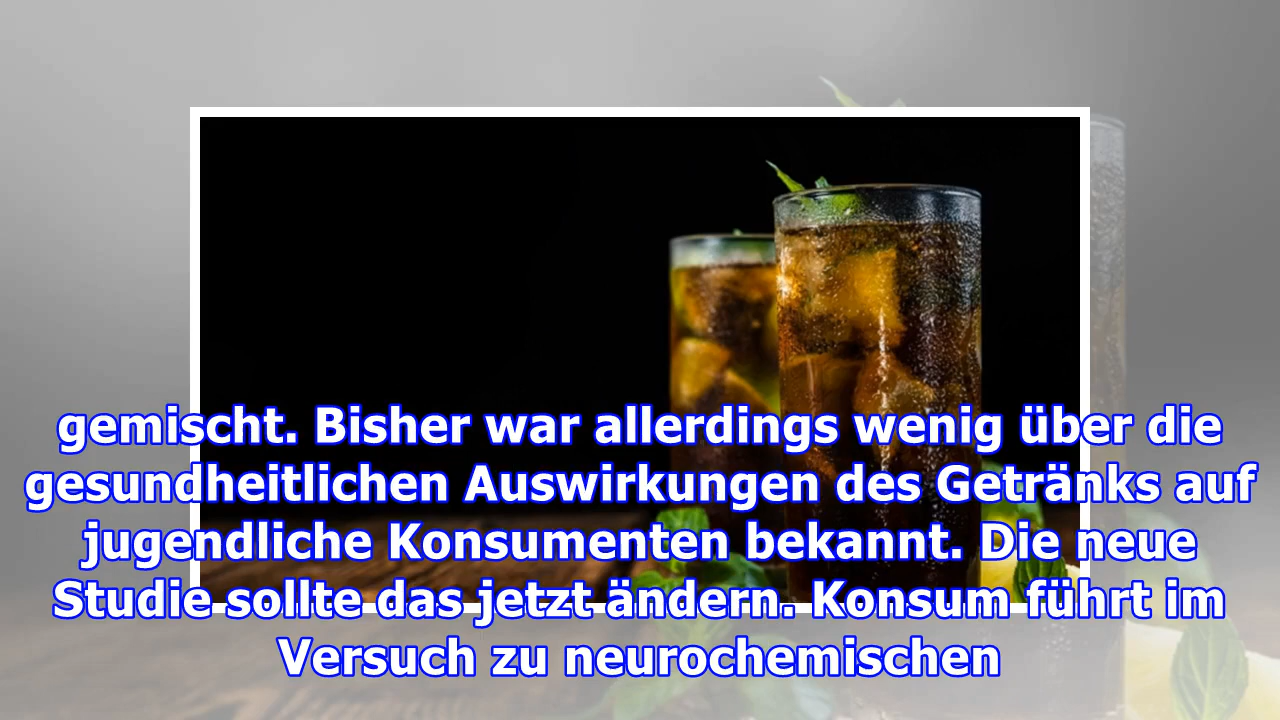 gemischt. Bisher war allerdings wenig über die
gesundheitlichen Auswirkungen des Getränks auf
jugendliche Konsumenten bekannt. Die neue
Studie sollte das jetzt ändern. Konsum führt im
Versuch zu neurochemischen